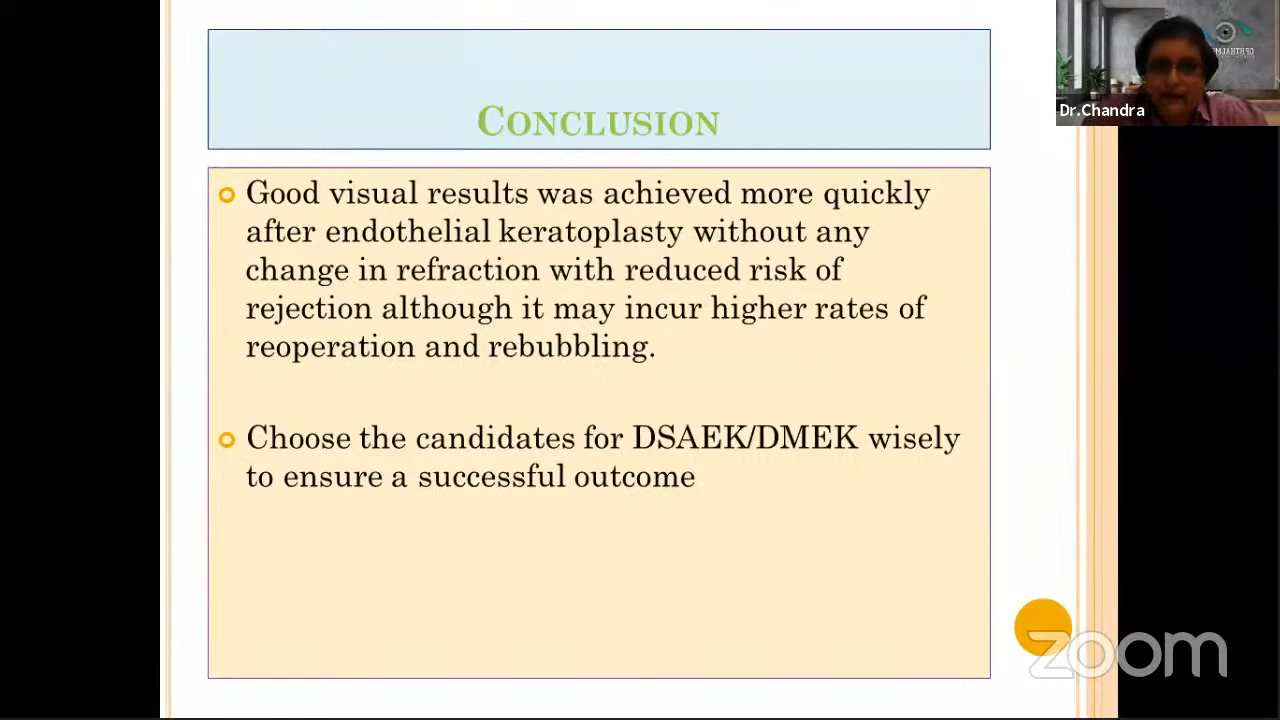 Dr.Chandra
CONCLUSION
Good visual results was achieved more quickly
after endothelial keratoplasty without any
change in refraction with reduced risk of
rejection although it may incur higher rates of
reoperation and rebubbling.
Choose the candidates for DSAEK/DMEK wisely
to ensure a successful outcome
zoom